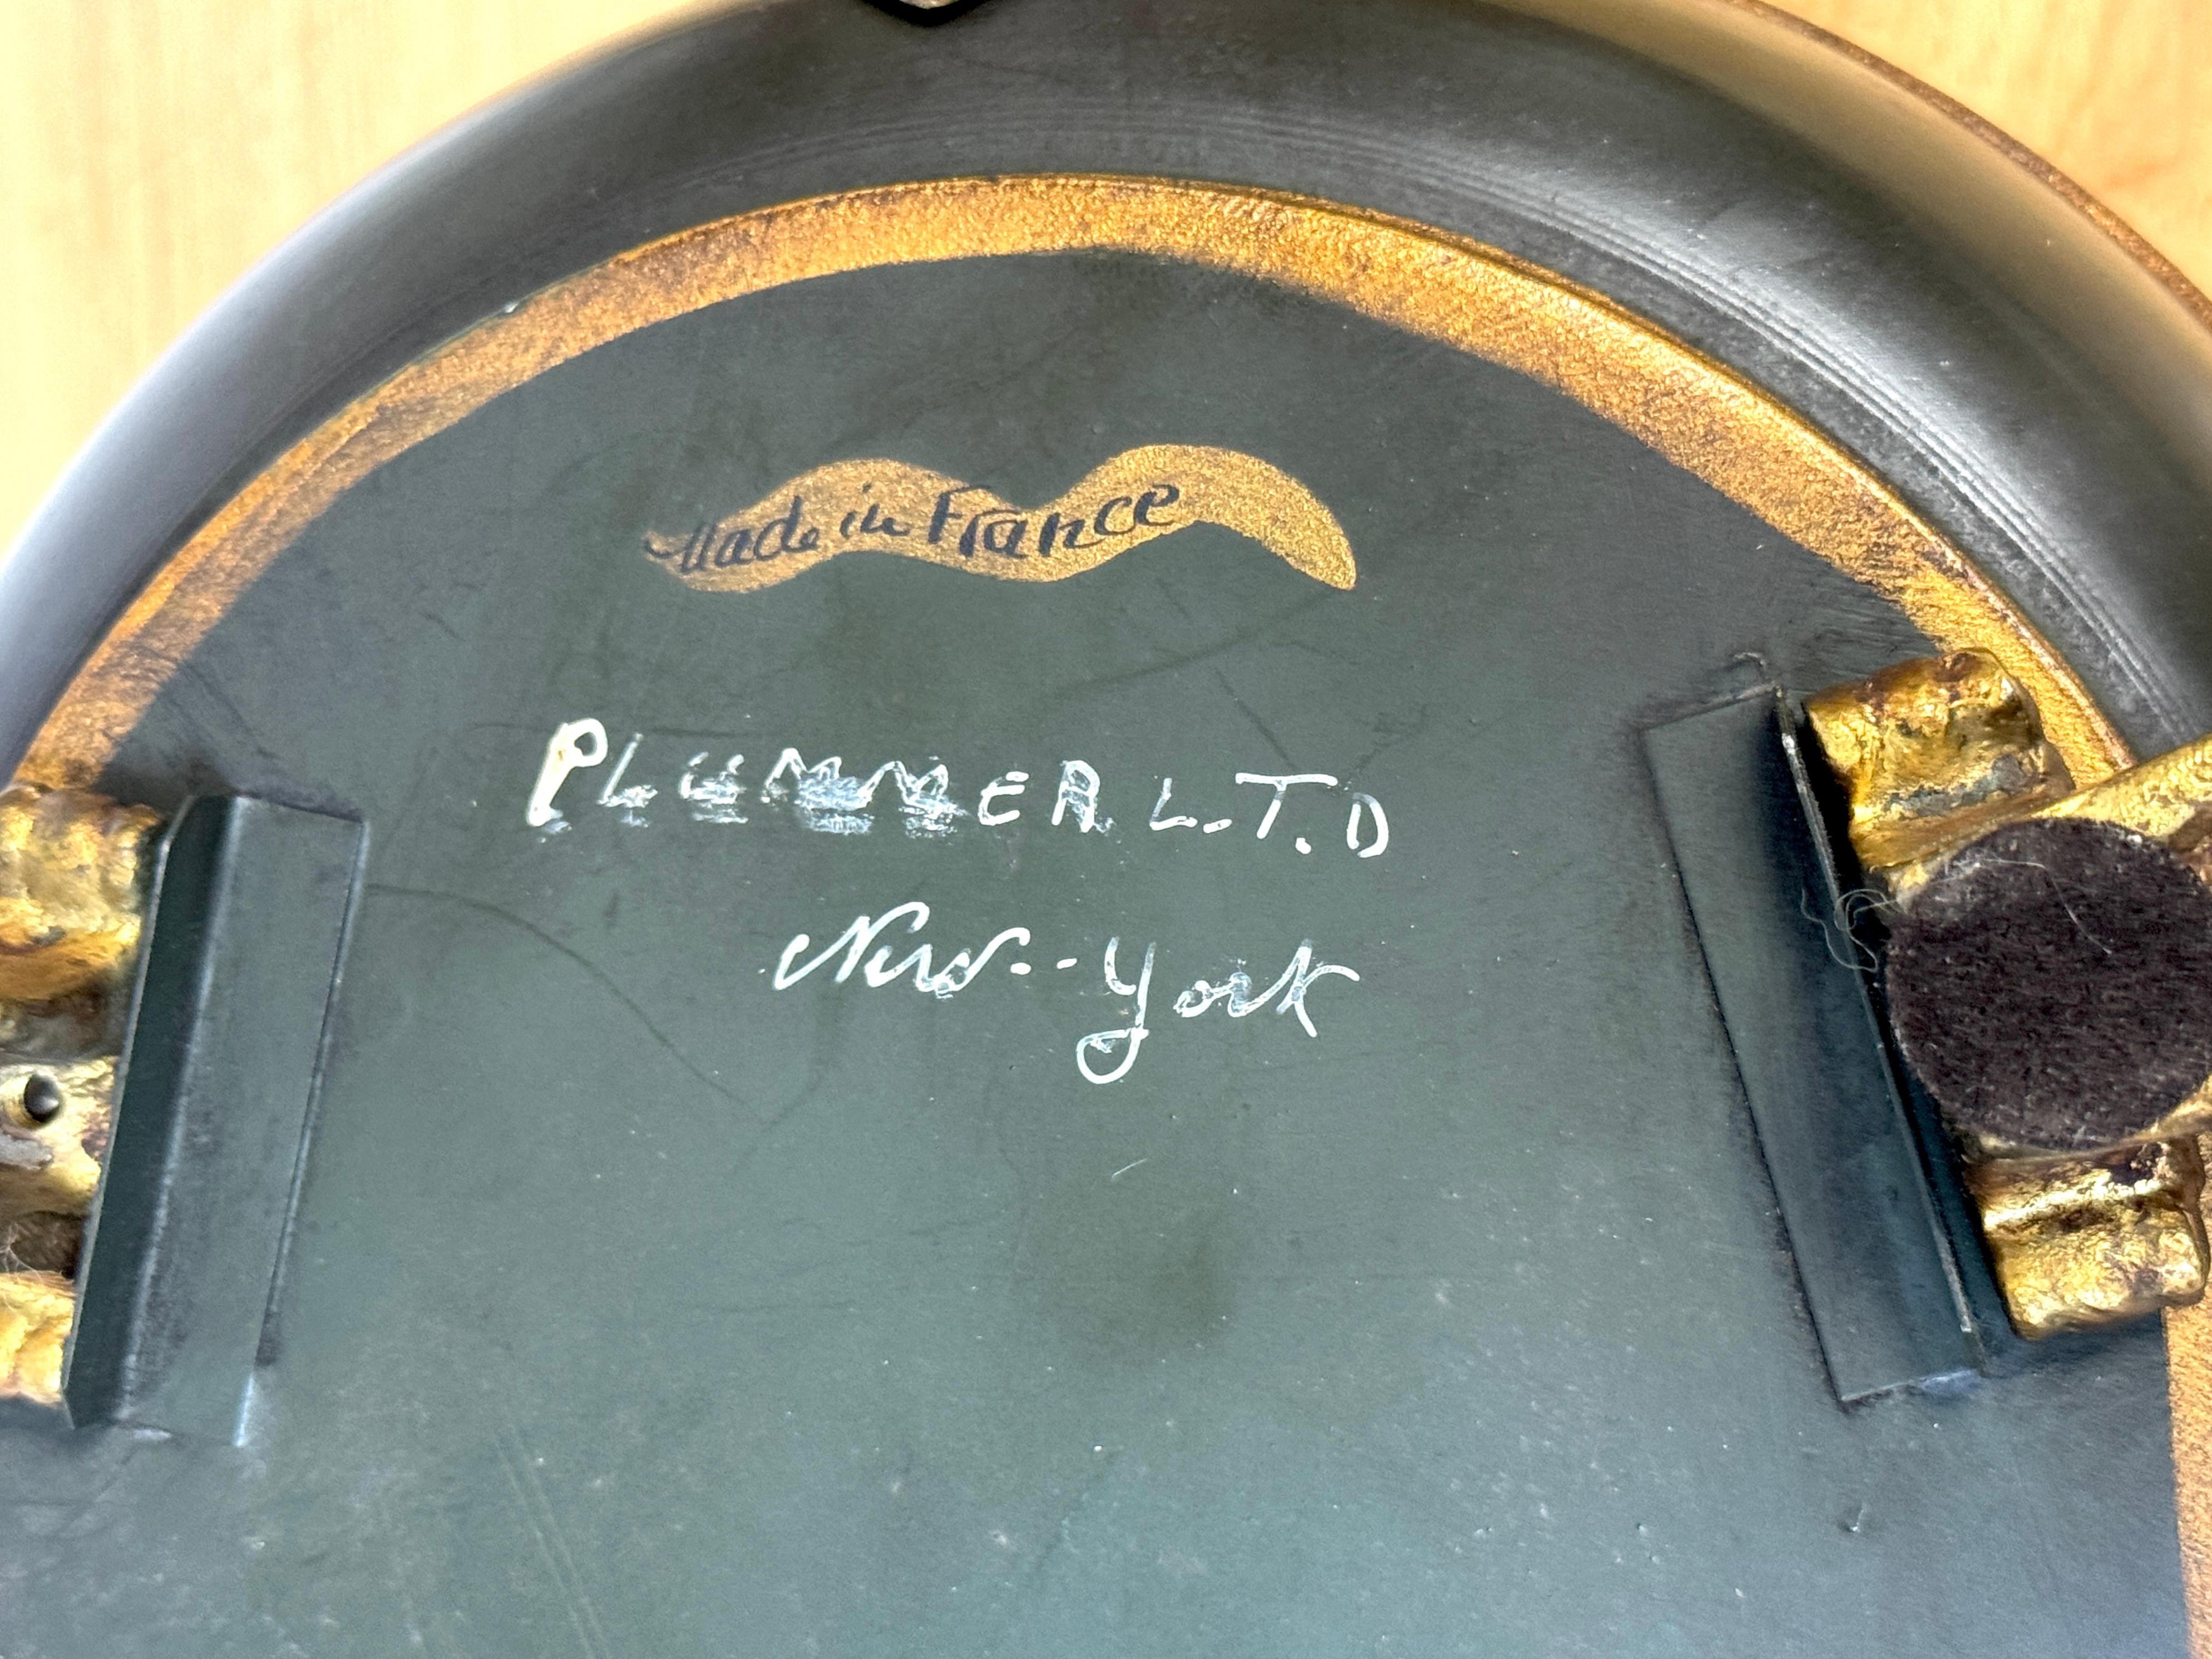 Made in France
PLUMMER L.T.D
New--York